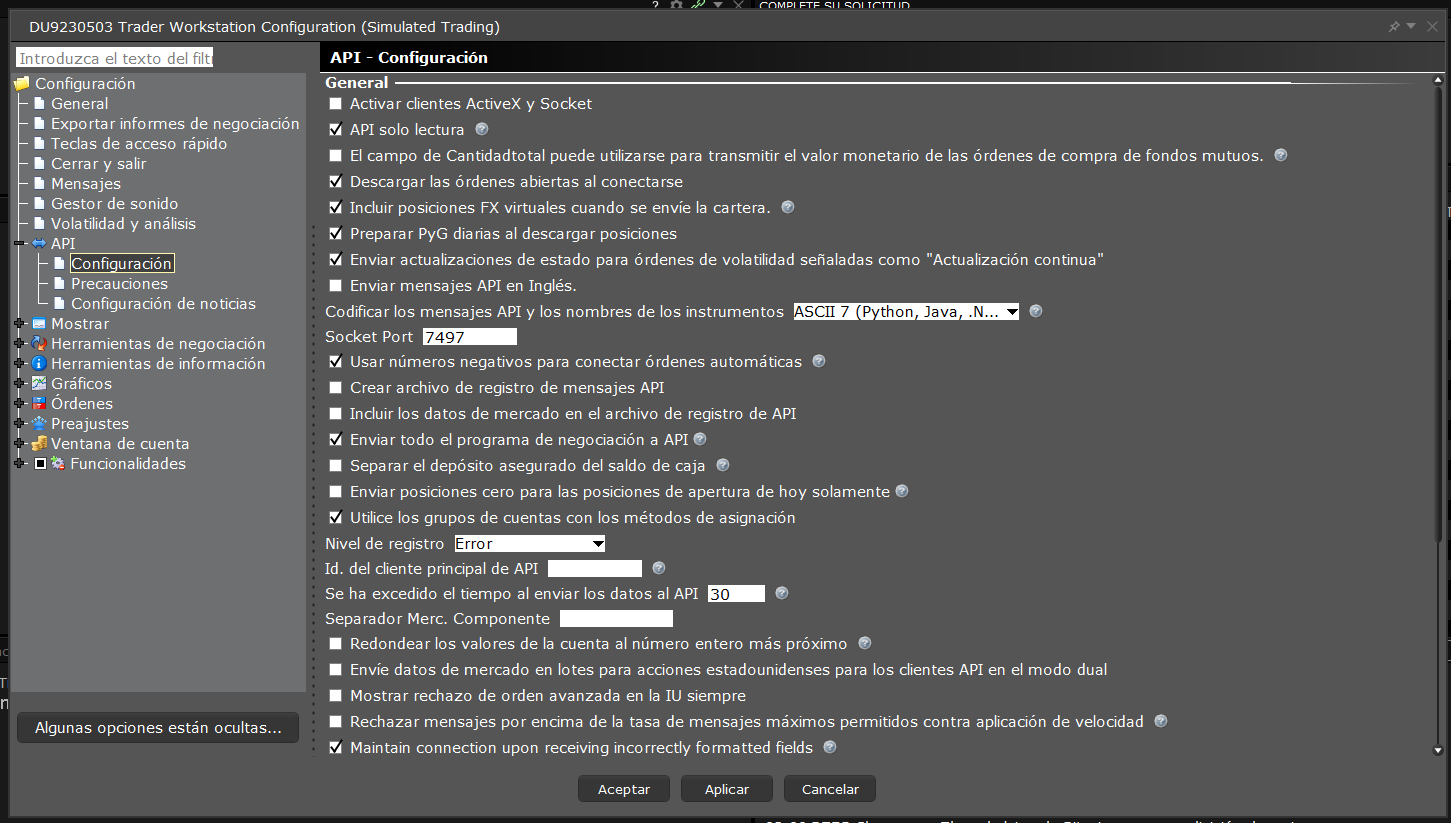 COMPLETE SU SOLICITUD
DU9230503 Trader Workstation Configuration (Simulated Trading)
Introduzca el texto del filt
Configuración
General
Exportar informes de negociación
Teclas de acceso rápido
Cerrar y salir
Mensajes
Gestor de sonido
Volatilidad y análisis
API
Configuración
Precauciones
Configuración de noticias
Mostrar
Herramientas de negociación
Herramientas de información
Gráficos
Órdenes
Preajustes
Ventana de cuenta
Funcionalidades
Algunas opciones están ocultas...
API - Configuración
General
Activar clientes ActiveX y Socket
API solo lectura
El campo de Cantidadtotal puede utilizarse para transmitir el valor monetario de las órdenes de compra de fondos mutuos.
Descargar las órdenes abiertas al conectarse
Incluir posiciones FX virtuales cuando se envíe la cartera.
Preparar PyG diarias al descargar posiciones
Enviar actualizaciones de estado para órdenes de volatilidad señaladas como "Actualización continua"
Enviar mensajes API en Inglés.
Codificar los mensajes API y los nombres de los instrumentos ASCII 7 (Python, Java, .N...
Socket Port 7497
Usar números negativos para conectar órdenes automáticas
Crear archivo de registro de mensajes API
Incluir los datos de mercado en el archivo de registro de API
Enviar todo el programa de negociación a API
Separar el depósito asegurado del saldo de caja
Enviar posiciones cero para las posiciones de apertura de hoy solamente
Utilice los grupos de cuentas con los métodos de asignación
Nivel de registro Error
Id. del cliente principal de API
Se ha excedido el tiempo al enviar los datos al API 30
Separador Merc. Componente
Redondear los valores de la cuenta al número entero más próximo
Envíe datos de mercado en lotes para acciones estadounidenses para los clientes API en el modo dual
Mostrar rechazo de orden avanzada en la IU siempre
Rechazar mensajes por encima de la tasa de mensajes máximos permitidos contra aplicación de velocidad
Maintain connection upon receiving incorrectly formatted fields
Aceptar Aplicar Cancelar